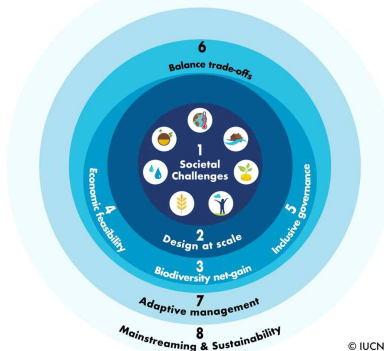 6
Balance trade-offs
1
Societal
Challenges
4
Economic feasibility
5
Inclusive governance
2
Design at scale
3
Biodiversity net-gain
7
Adaptive management
8
Mainstreaming & Sustainability
© IUCN